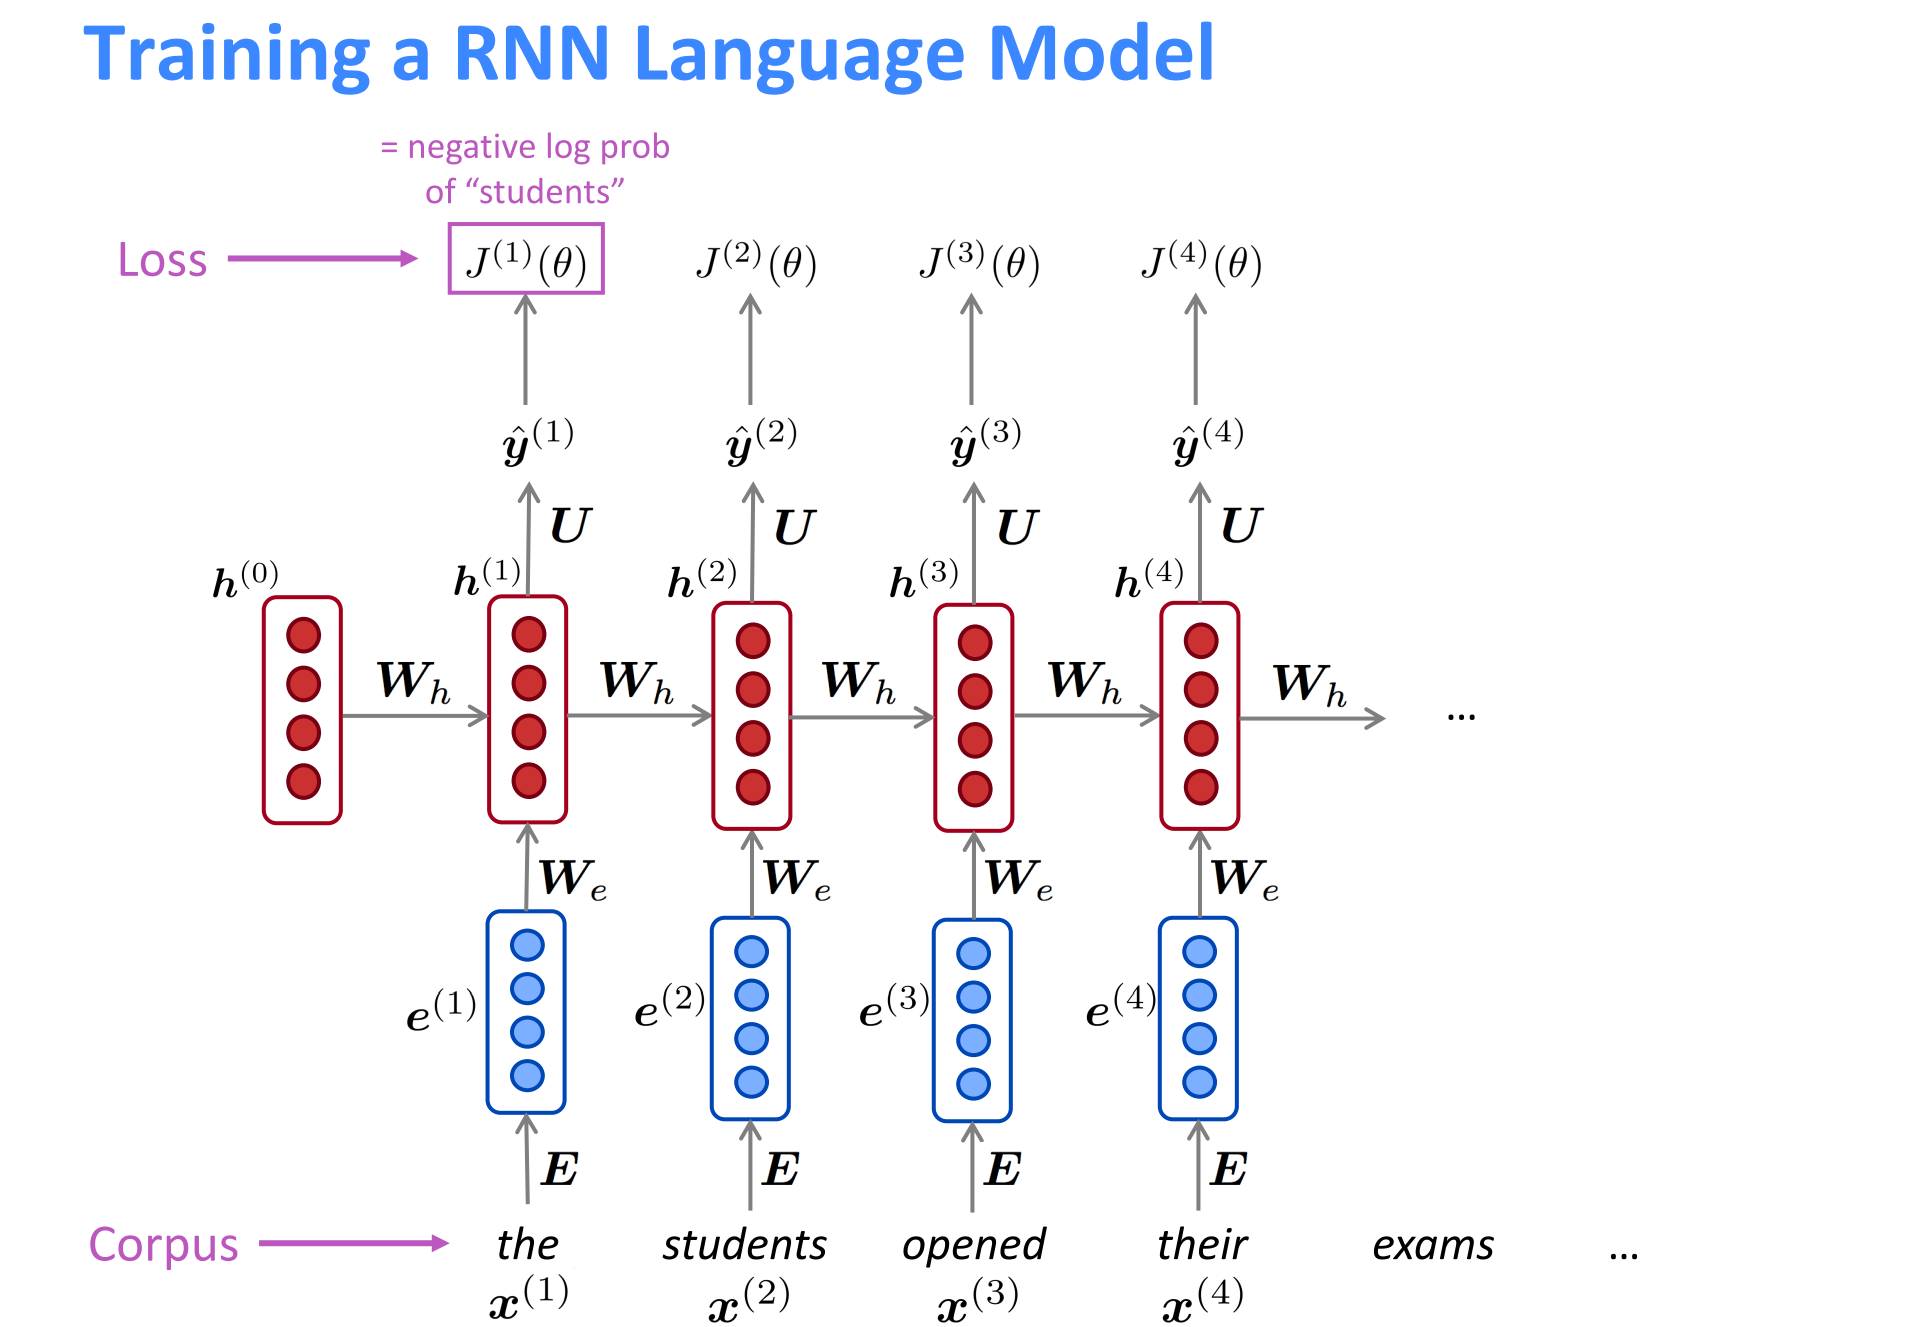 Training a RNN Language Model
= negative log prob
of “students”
Loss J⁽¹⁾(θ) J⁽²⁾(θ) J⁽³⁾(θ) J⁽⁴⁾(θ)
ŷ⁽¹⁾ ŷ⁽²⁾ ŷ⁽³⁾ ŷ⁽⁴⁾
U U U U
h⁽⁰⁾ h⁽¹⁾ h⁽²⁾ h⁽³⁾ h⁽⁴⁾
Wₕ Wₕ Wₕ Wₕ Wₕ ...
Wₑ Wₑ Wₑ Wₑ
e⁽¹⁾ e⁽²⁾ e⁽³⁾ e⁽⁴⁾
E E E E
Corpus the students opened their exams ...
x⁽¹⁾ x⁽²⁾ x⁽³⁾ x⁽⁴⁾